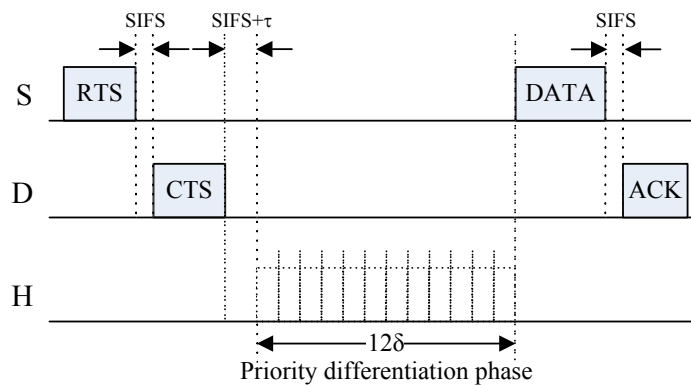 SIFS SIFS+τ SIFS
S RTS DATA
D CTS ACK
H
12δ
Priority differentiation phase